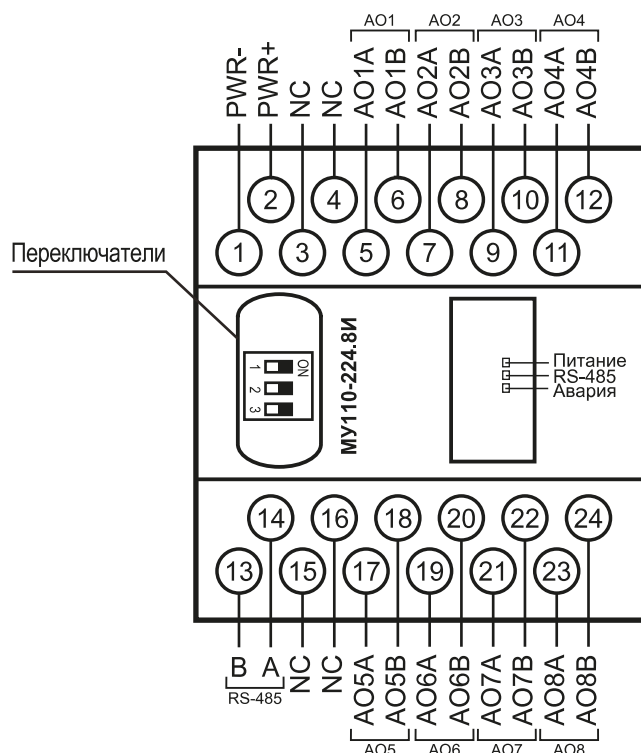 AO1 AO2 AO3 AO4
PWR- PWR+ NC NC AO1A AO1B AO2A AO2B AO3A AO3B AO4A AO4B
2 4 6 8 10 12
1 3 5 7 9 11
Переключатели
ON
1
2
3
МУ110-224.8И
Питание
RS-485
Авария
14 16 18 20 22 24
13 15 17 19 21 23
B A NC NC AO5A AO5B AO6A AO6B AO7A AO7B AO8A AO8B
RS-485
AO5 AO6 AO7 AO8